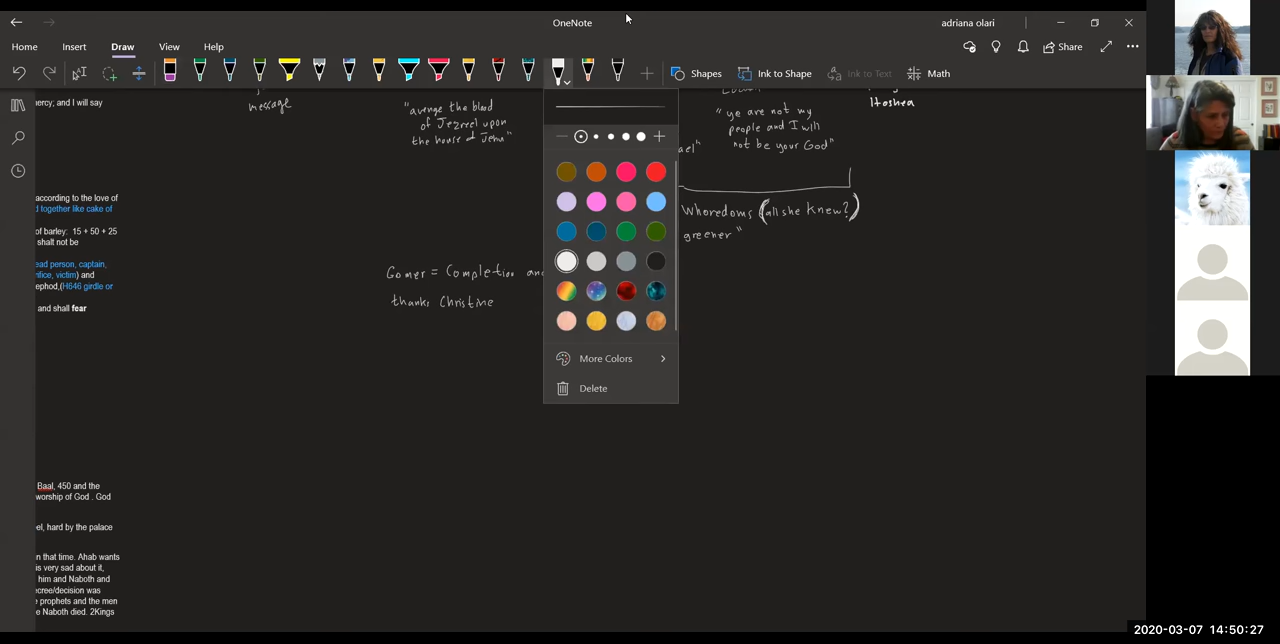 OneNote
adriana olari
Home
Insert
Draw
View
Help
Share
Shapes
Ink to Shape
Ink to Text
Math
ercy; and I will say
message
"avenge the blood
of Jezreel upon
the house of Jehu"
"ye are not my
people and I will
not be your God"
ael"
Hoshea
according to the love of
d together like cake of
of barley: 15 + 50 + 25
shalt not be
ead person, captain,
rifice, victim) and
ephod,(H646 girdle or
and shall fear
Whoredoms (all she knew?)
greener"
Gomer = Completion and
thanks Christine
More Colors
Delete
Baal, 450 and the
worship of God . God
el, hard by the palace
n that time. Ahab wants
is very sad about it,
him and Naboth and
ecree/decision was
e prophets and the men
e Naboth died. 2Kings
2020-03-07 14:50:27